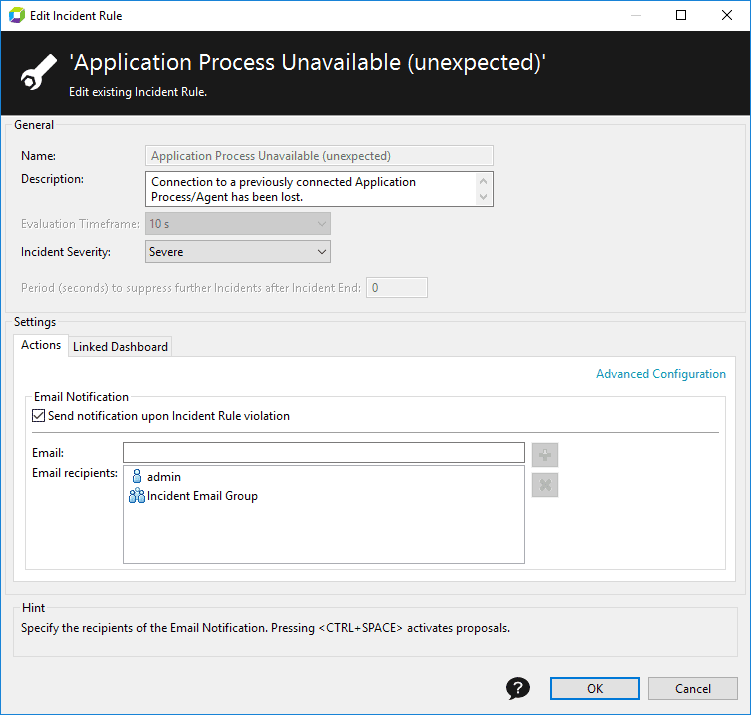 Edit Incident Rule
'Application Process Unavailable (unexpected)'
Edit existing Incident Rule.
General
Name: Application Process Unavailable (unexpected)
Description: Connection to a previously connected Application
Process/Agent has been lost.
Evaluation Timeframe: 10 s
Incident Severity: Severe
Period (seconds) to suppress further Incidents after Incident End: 0
Settings
Actions Linked Dashboard
Advanced Configuration
Email Notification
Send notification upon Incident Rule violation
Email:
Email recipients: admin
Incident Email Group
Hint
Specify the recipients of the Email Notification. Pressing <CTRL+SPACE> activates proposals.
? OK Cancel